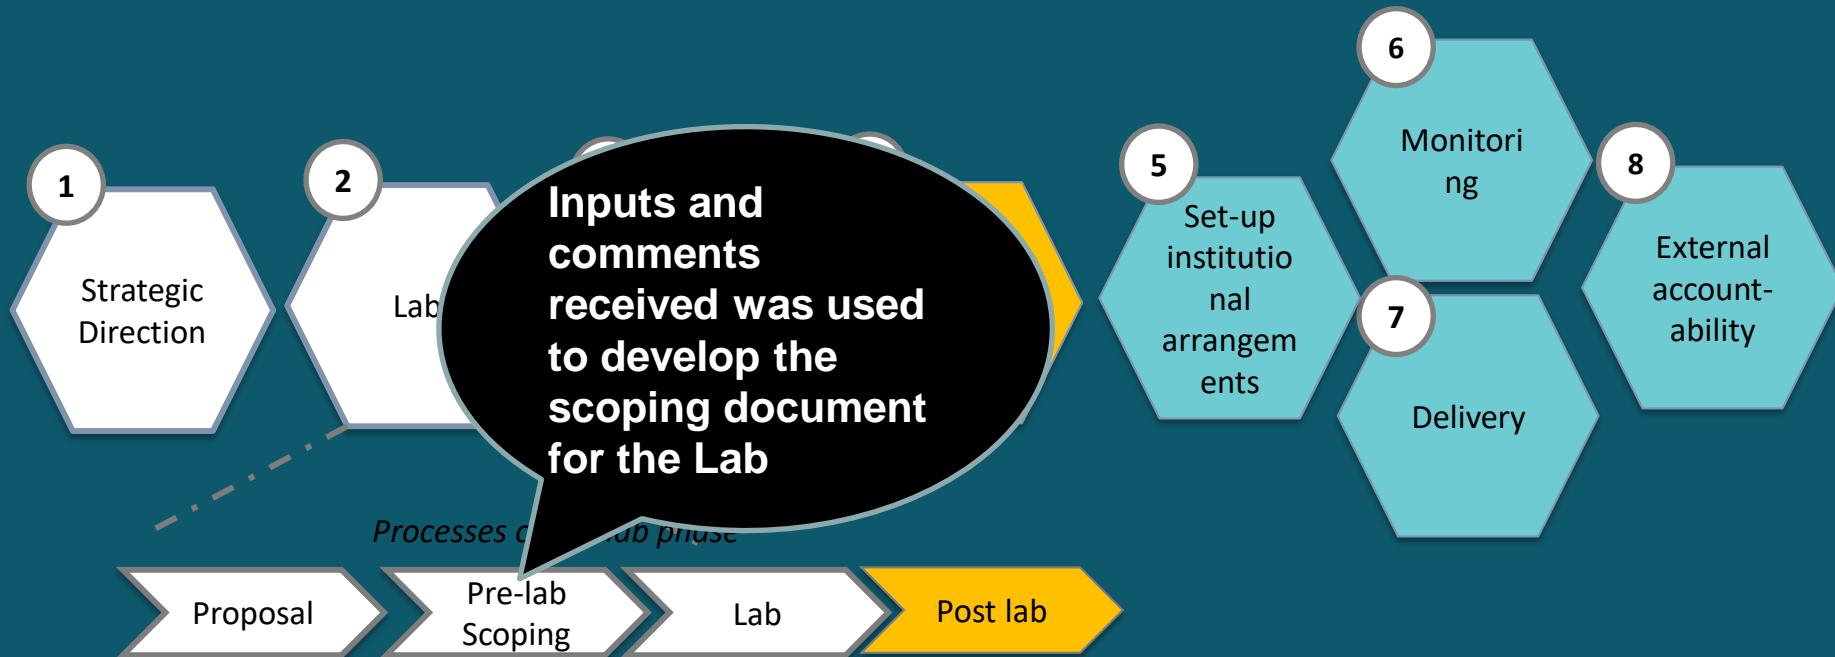 1
Strategic
Direction
2
Lab
Inputs and
comments
received was used
to develop the
scoping document
for the Lab
5
Set-up
institutio
nal
arrangem
ents
6
Monitori
ng
7
Delivery
8
External
account-
ability
Processes phase
Proposal
Pre-lab
Scoping
Lab
Post lab